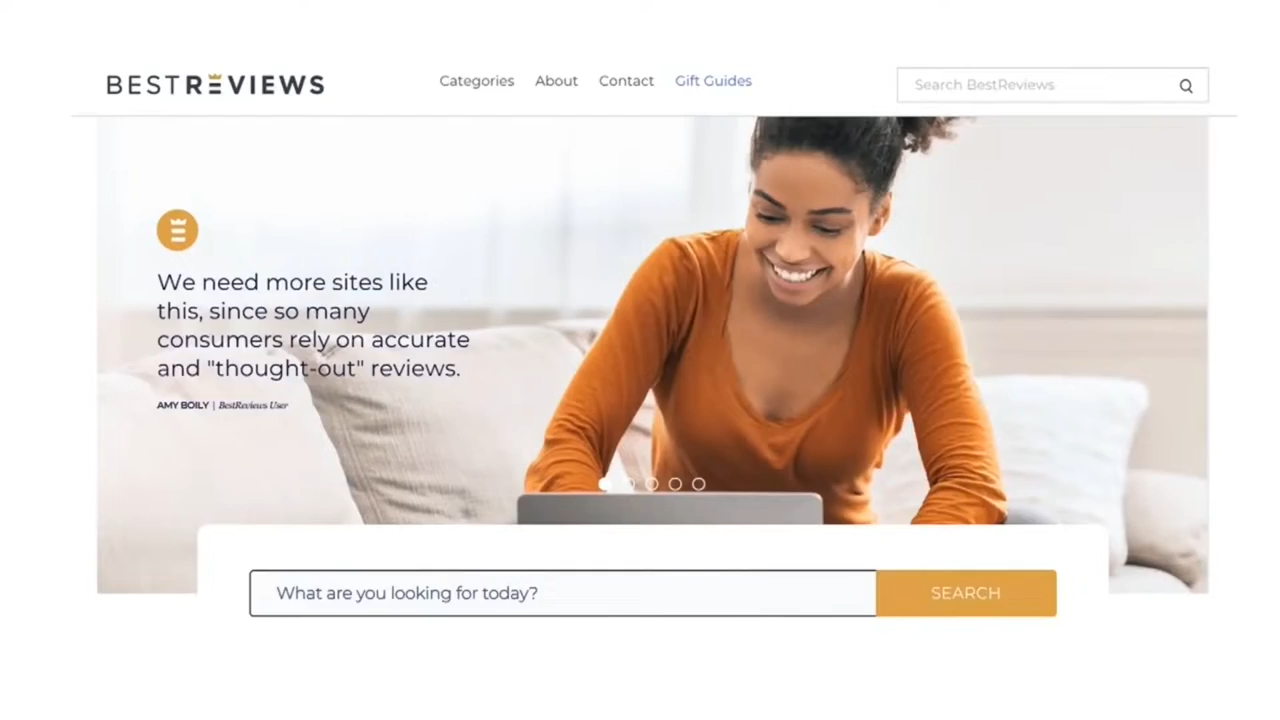 BESTREVIEWS
Categories About Contact Gift Guides
Search BestReviews
We need more sites like
this, since so many
consumers rely on accurate
and "thought-out" reviews.
AMY BOILY | BestReviews User
What are you looking for today?
SEARCH